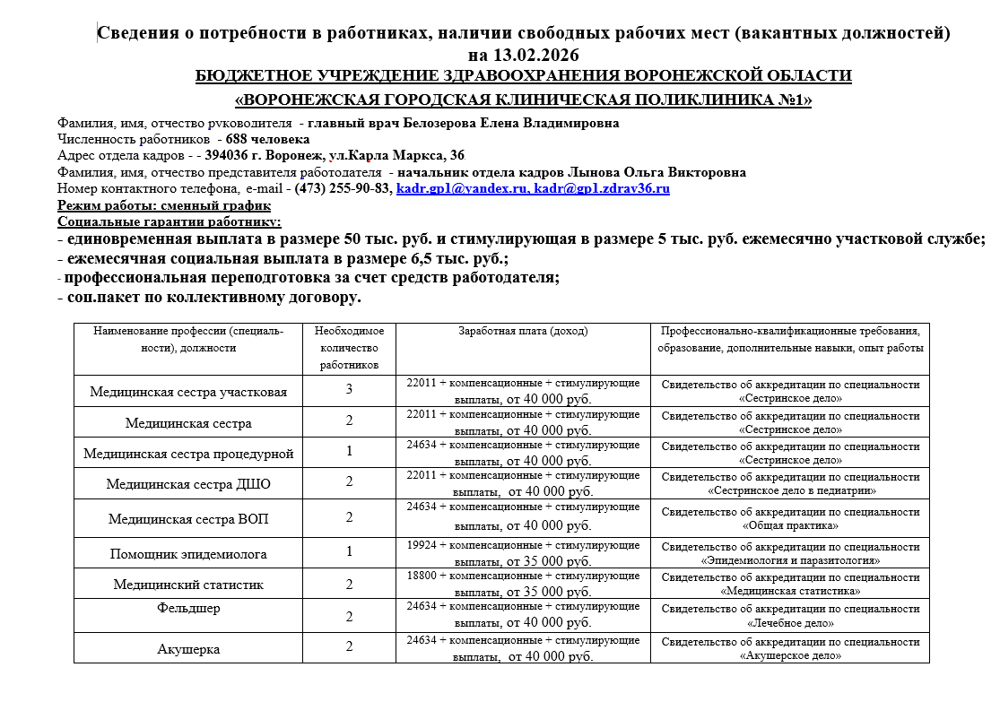 Сведения о потребности в работниках, наличии свободных рабочих мест (вакантных должностей)
на 13.02.2026
БЮДЖЕТНОЕ УЧРЕЖДЕНИЕ ЗДРАВООХРАНЕНИЯ ВОРОНЕЖСКОЙ ОБЛАСТИ
«ВОРОНЕЖСКАЯ ГОРОДСКАЯ КЛИНИЧЕСКАЯ ПОЛИКЛИНИКА №1»
Фамилия, имя, отчество руководителя - главный врач Белозерова Елена Владимировна
Численность работников - 688 человека
Адрес отдела кадров - - 394036 г. Воронеж, ул.Карла Маркса, 36
Фамилия, имя, отчество представителя работодателя - начальник отдела кадров Лынова Ольга Викторовна
Номер контактного телефона, e-mail - (473) 255-90-83, kadr.gp1@yandex.ru, kadr@gp1.zdrav36.ru
Режим работы: сменный график
Социальные гарантии работнику:
- единовременная выплата в размере 50 тыс. руб. и стимулирующая в размере 5 тыс. руб. ежемесячно участковой службе;
- ежемесячная социальная выплата в размере 6,5 тыс. руб.;
- профессиональная переподготовка за счет средств работодателя;
- соц.пакет по коллективному договору.
Наименование профессии (специаль-
ности), должности
Необходимое
количество
работников
Заработная плата (доход)
Профессионально-квалификационные требования,
образование, дополнительные навыки, опыт работы
Медицинская сестра участковая
3
22011 + компенсационные + стимулирующие
выплаты, от 40 000 руб.
Свидетельство об аккредитации по специальности
«Сестринское дело»
Медицинская сестра
2
22011 + компенсационные + стимулирующие
выплаты, от 40 000 руб.
Свидетельство об аккредитации по специальности
«Сестринское дело»
Медицинская сестра процедурной
1
24634 + компенсационные + стимулирующие
выплаты, от 40 000 руб.
Свидетельство об аккредитации по специальности
«Сестринское дело»
Медицинская сестра ДШО
2
22011 + компенсационные + стимулирующие
выплаты, от 40 000 руб.
Свидетельство об аккредитации по специальности
«Сестринское дело в педиатрии»
Медицинская сестра ВОП
2
24634 + компенсационные + стимулирующие
выплаты, от 40 000 руб.
Свидетельство об аккредитации по специальности
«Общая практика»
Помощник эпидемиолога
1
19924 + компенсационные + стимулирующие
выплаты, от 35 000 руб.
Свидетельство об аккредитации по специальности
«Эпидемиология и паразитология»
Медицинский статистик
2
18800 + компенсационные + стимулирующие
выплаты, от 35 000 руб.
Свидетельство об аккредитации по специальности
«Медицинская статистика»
Фельдшер
2
24634 + компенсационные + стимулирующие
выплаты, от 40 000 руб.
Свидетельство об аккредитации по специальности
«Лечебное дело»
Акушерка
2
24634 + компенсационные + стимулирующие
выплаты, от 40 000 руб.
Свидетельство об аккредитации по специальности
«Акушерское дело»